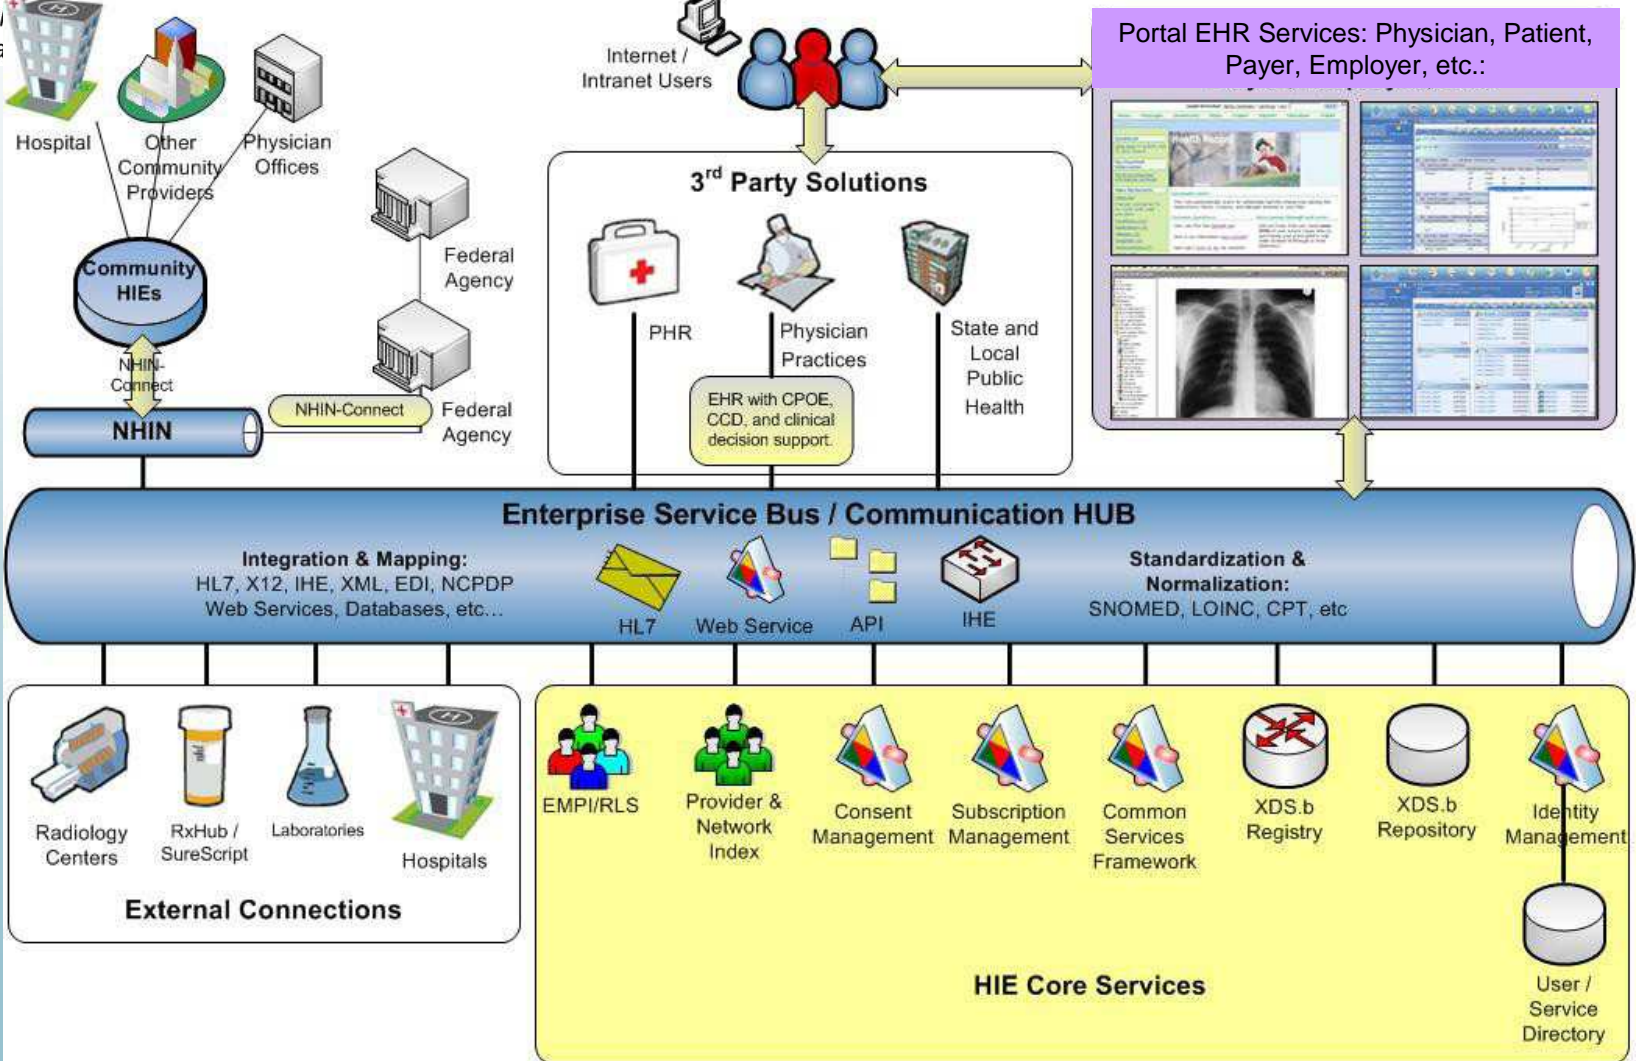 Portal EHR Services: Physician, Patient,
Payer, Employer, etc.:
Internet /
Intranet Users
Hospital
Other
Community
Providers
Physician
Offices
Community
HIEs
NHIN-
Connect
NHIN
NHIN-Connect
Federal
Agency
Federal
Agency
3rd Party Solutions
PHR
Physician
Practices
State and
Local
Public
Health
EHR with CPOE,
CCD, and clinical
decision support.
Enterprise Service Bus / Communication HUB
Integration & Mapping:
HL7, X12, IHE, XML, EDI, NCPDP
Web Services, Databases, etc…
HL7
Web Service
API
IHE
Standardization &
Normalization:
SNOMED, LOINC, CPT, etc
Radiology
Centers
RxHub /
SureScript
Laboratories
Hospitals
External Connections
EMPI/RLS
Provider &
Network
Index
Consent
Management
Subscription
Management
Common
Services
Framework
XDS.b
Registry
XDS.b
Repository
Identity
Management
User /
Service
Directory
HIE Core Services